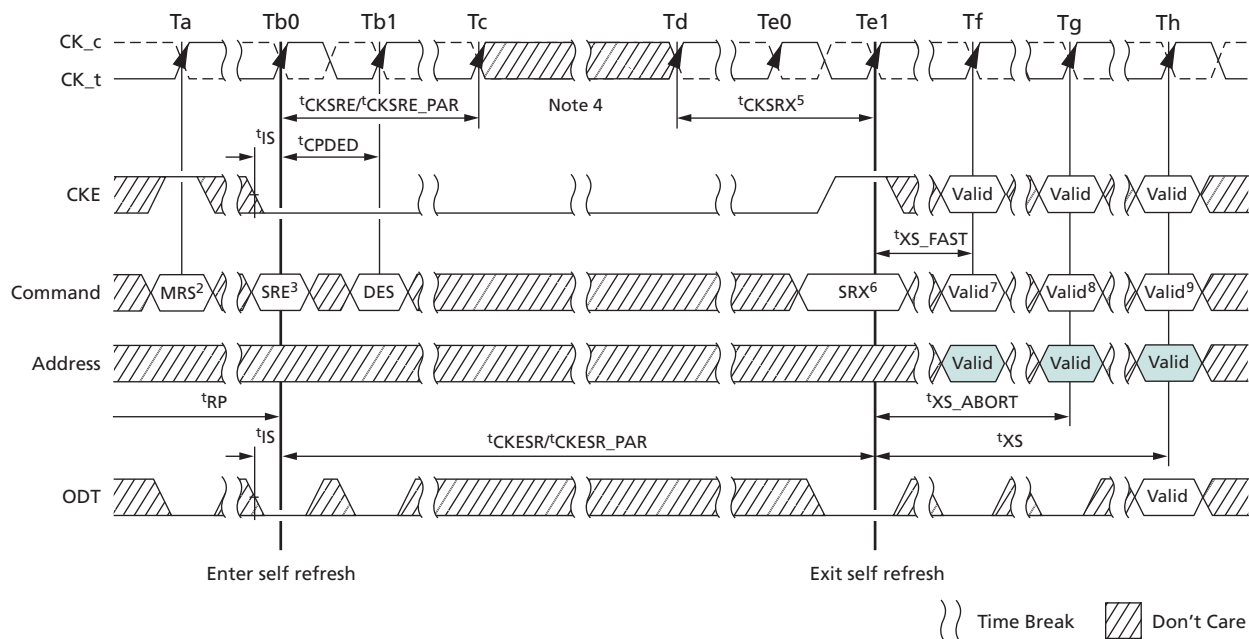 Ta Tb0 Tb1 Tc Td Te0 Te1 Tf Tg Th
CK_c
CK_t
tCKSRE/tCKSRE_PAR Note 4 tCKSRX5
tIS
tCPDED
CKE Valid Valid Valid
tXS_FAST
Command MRS2 SRE3 DES SRX6 Valid7 Valid8 Valid9
Address Valid Valid Valid
tRP tXS_ABORT
tIS tCKESR/tCKESR_PAR tXS
ODT Valid
Enter self refresh Exit self refresh
Time Break Don't Care